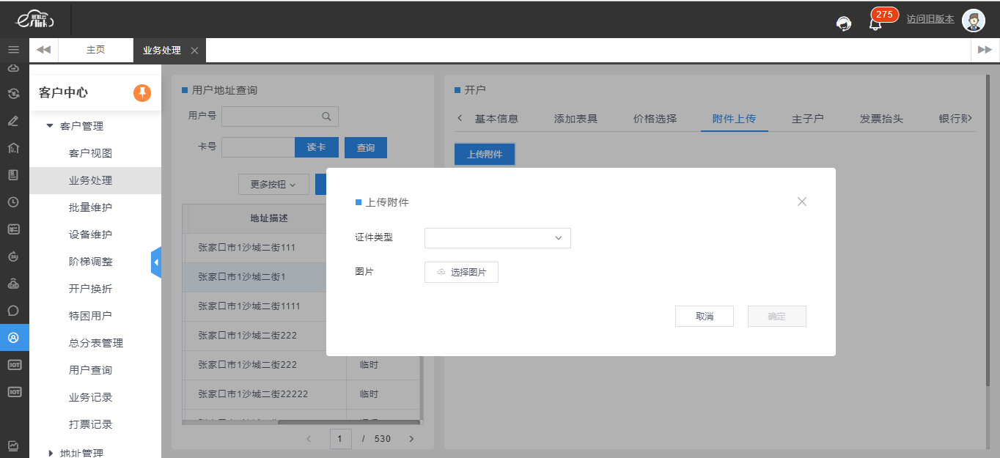 slink
275
访问旧版本
主页
业务处理
客户中心
客户管理
客户视图
业务处理
批量维护
设备维护
阶梯调整
开户换折
特困用户
总分表管理
用户查询
业务记录
打票记录
地址管理
IOT
IOT
用户地址查询
用户号
卡号
读卡
查询
更多按钮
地址描述
张家口市1沙城二街111
张家口市1沙城二街1
张家口市1沙城二街1111
张家口市1沙城二街222
张家口市1沙城二街222 临时
张家口市1沙城二街22222 临时
1 / 530
开户
基本信息 添加表具 价格选择 附件上传 主子户 发票抬头 银行账
上传附件
上传附件
证件类型
图片
选择图片
取消
确定